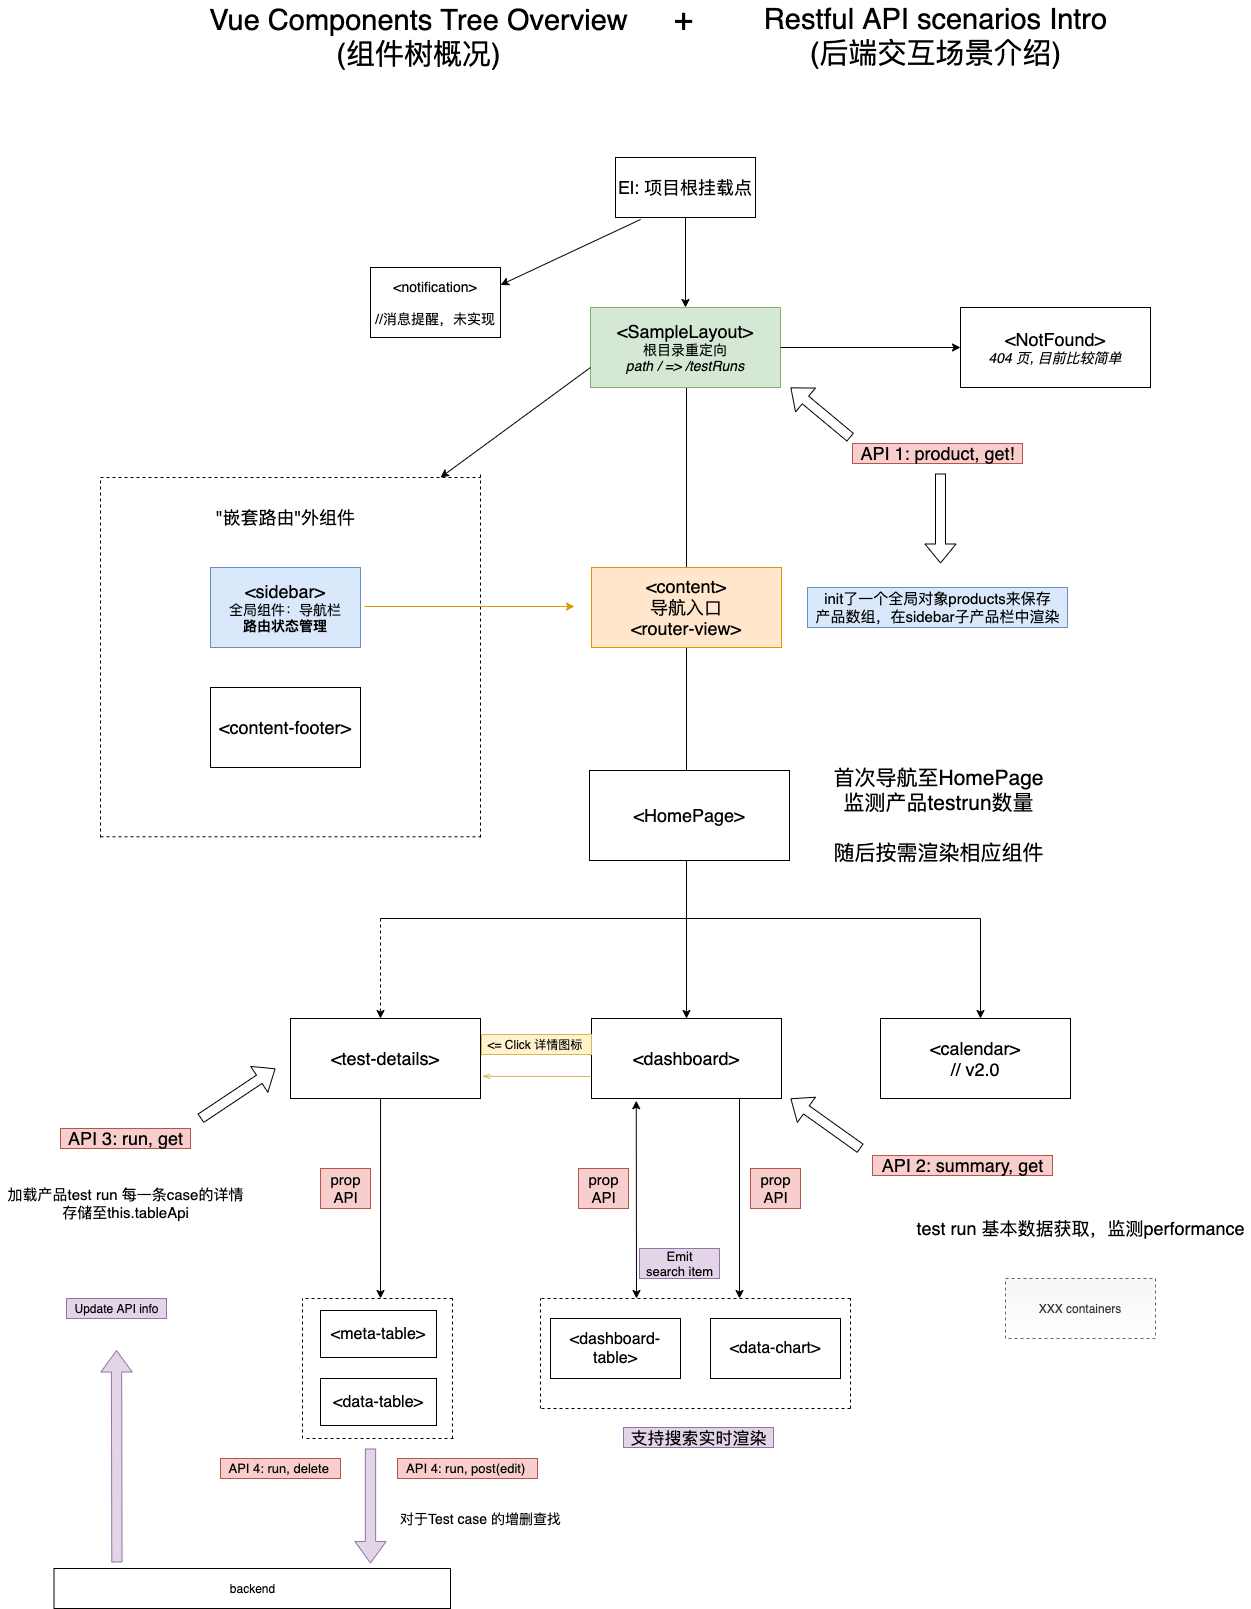 Vue Components Tree Overview + Restful API scenarios Intro
(组件树概况) (后端交互场景介绍)
El: 项目根挂载点
<notification>
//消息提醒，未实现
<SampleLayout>
根目录重定向
path / => /testRuns
<NotFound>
404 页, 目前比较简单
API 1: product, get!
"嵌套路由"外组件
<sidebar>
全局组件：导航栏
路由状态管理
<content>
导航入口
<router-view>
init了一个全局对象products来保存
产品数组，在sidebar子产品栏中渲染
<content-footer>
<HomePage>
首次导航至HomePage
监测产品testrun数量
随后按需渲染相应组件
<test-details>
<= Click 详情图标
<dashboard>
<calendar>
// v2.0
API 3: run, get
API 2: summary, get
加载产品test run 每一条case的详情
存储至this.tableApi
prop
API
prop
API
prop
API
test run 基本数据获取，监测performance
Emit
search item
Update API info
XXX containers
<meta-table>
<data-table>
<dashboard-
table>
<data-chart>
支持搜索实时渲染
API 4: run, delete
API 4: run, post(edit)
对于Test case 的增删查找
backend